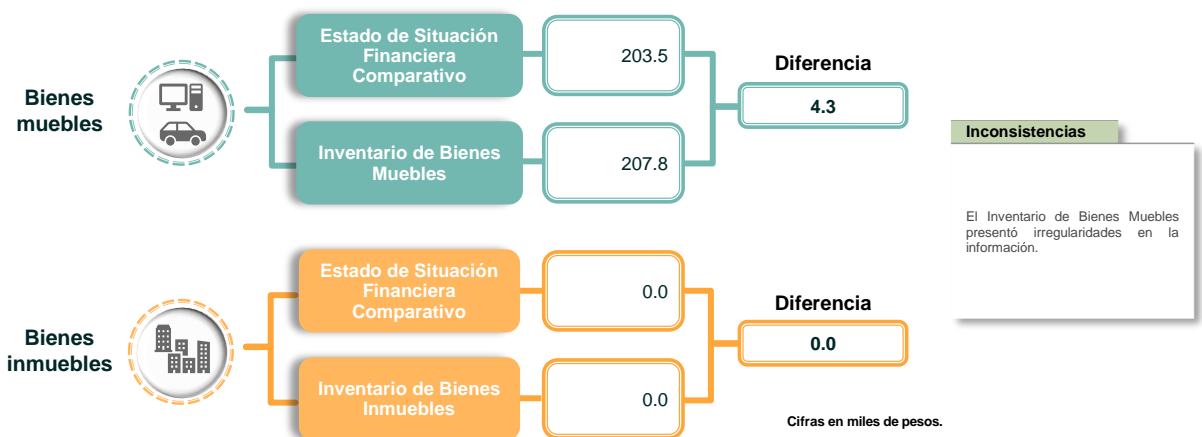 Bienes
muebles
Estado de Situación
Financiera
Comparativo
203.5
Inventario de Bienes
Muebles
207.8
Diferencia
4.3
Inconsistencias
El Inventario de Bienes Muebles
presentó irregularidades en la
información.
Bienes
inmuebles
Estado de Situación
Financiera
Comparativo
0.0
Inventario de Bienes
Inmuebles
0.0
Diferencia
0.0
Cifras en miles de pesos.